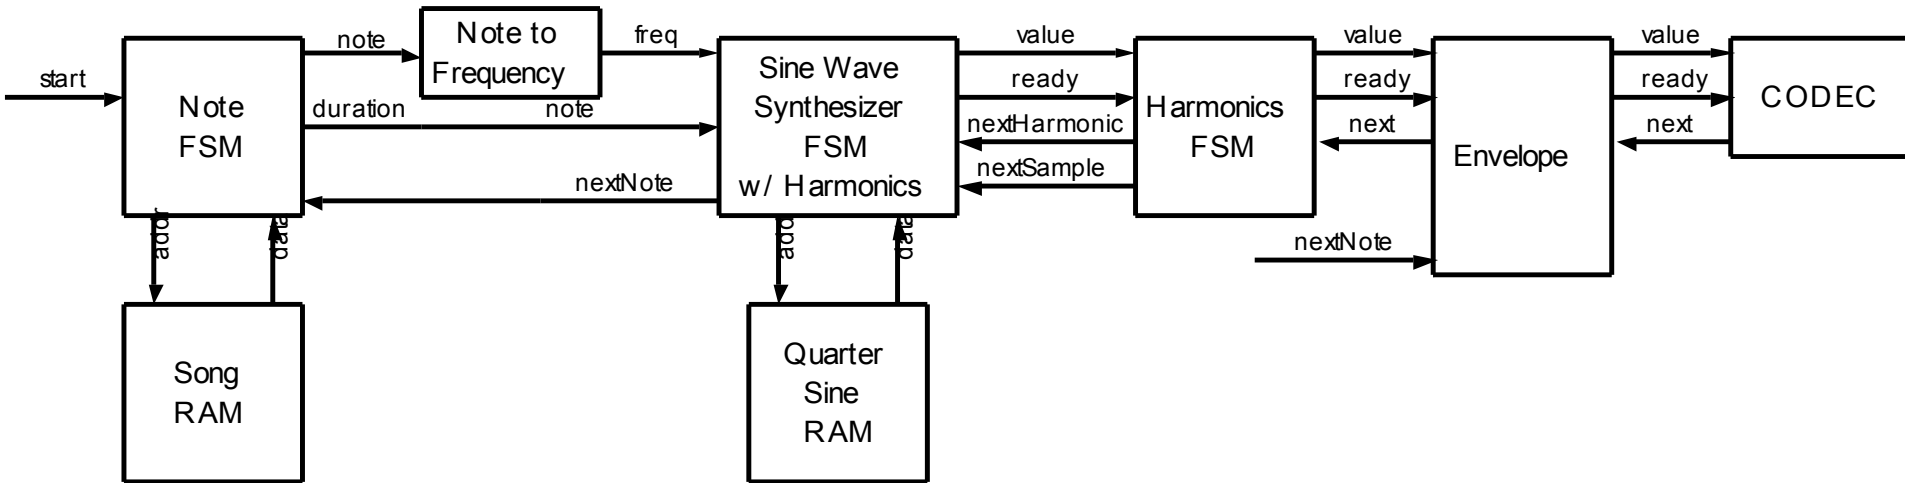 start
Note
FSM
note
duration
note
nextNote
addr
data
Song
RAM
Note to
Frequency
freq
Sine Wave
Synthesizer
FSM
w/ Harmonics
addr
data
Quarter
Sine
RAM
value
ready
nextHarmonic
nextSample
Harmonics
FSM
value
ready
next
nextNote
Envelope
value
ready
next
CODEC